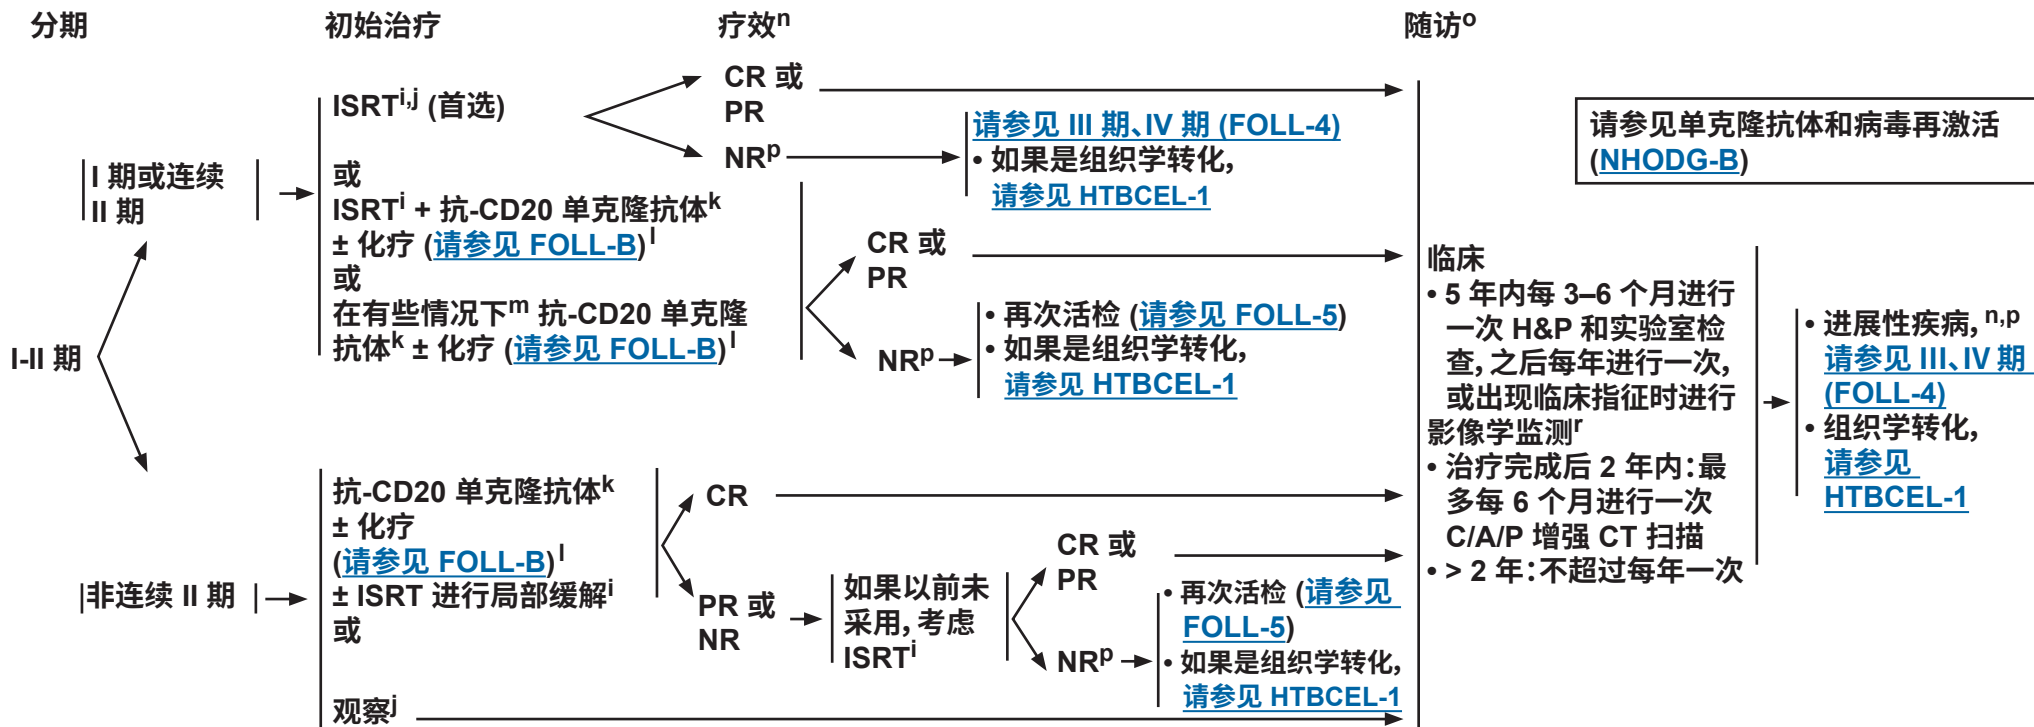 分期
初始治疗
疗效n
随访o
I-II 期
I 期或连续
II 期
ISRTi,j (首选)
或
ISRTi + 抗-CD20 单克隆抗体k
± 化疗 (请参见 FOLL-B)l
或
在有些情况下m 抗-CD20 单克隆
抗体k ± 化疗 (请参见 FOLL-B)l
CR 或
PR
NRp
请参见 III 期、IV 期 (FOLL-4)
• 如果是组织学转化,
请参见 HTBCEL-1
CR 或
PR
NRp
• 再次活检 (请参见 FOLL-5)
• 如果是组织学转化,
请参见 HTBCEL-1
非连续 II 期
抗-CD20 单克隆抗体k
± 化疗
(请参见 FOLL-B)l
± ISRT 进行局部缓解i
或
观察j
CR
PR 或
NR
如果以前未
采用，考虑
ISRTi
CR 或
PR
NRp
• 再次活检 (请参见
FOLL-5)
• 如果是组织学转化,
请参见 HTBCEL-1
请参见单克隆抗体和病毒再激活
(NHODG-B)
临床
• 5 年内每 3–6 个月进行
一次 H&P 和实验室检
查，之后每年进行一次，
或出现临床指征时进行
影像学监测r
• 治疗完成后 2 年内：最
多每 6 个月进行一次
C/A/P 增强 CT 扫描
• > 2 年：不超过每年一次
• 进展性疾病, n,p
请参见 III、IV 期
(FOLL-4)
• 组织学转化,
请参见
HTBCEL-1